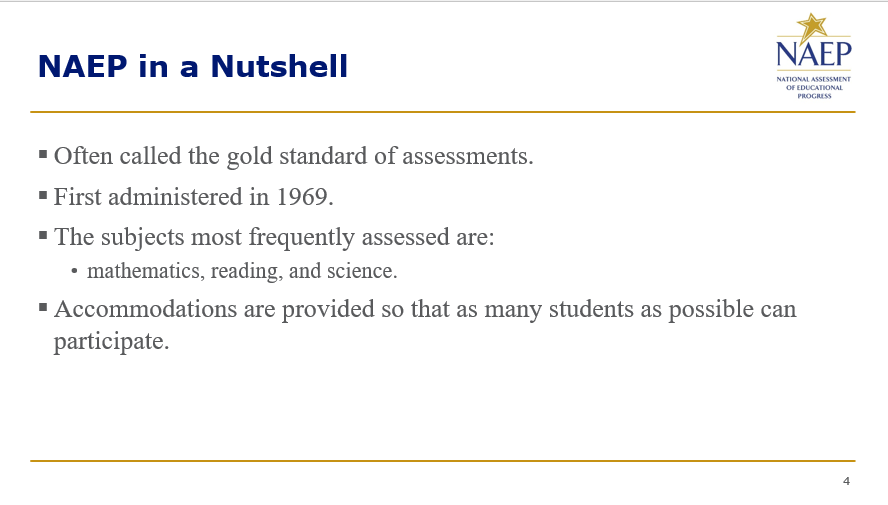 NAEP in a Nutshell
NAEP
NATIONAL ASSESSMENT
OF EDUCATIONAL
PROGRESS
▪ Often called the gold standard of assessments.
▪ First administered in 1969.
▪ The subjects most frequently assessed are:
• mathematics, reading, and science.
▪ Accommodations are provided so that as many students as possible can
participate.
4